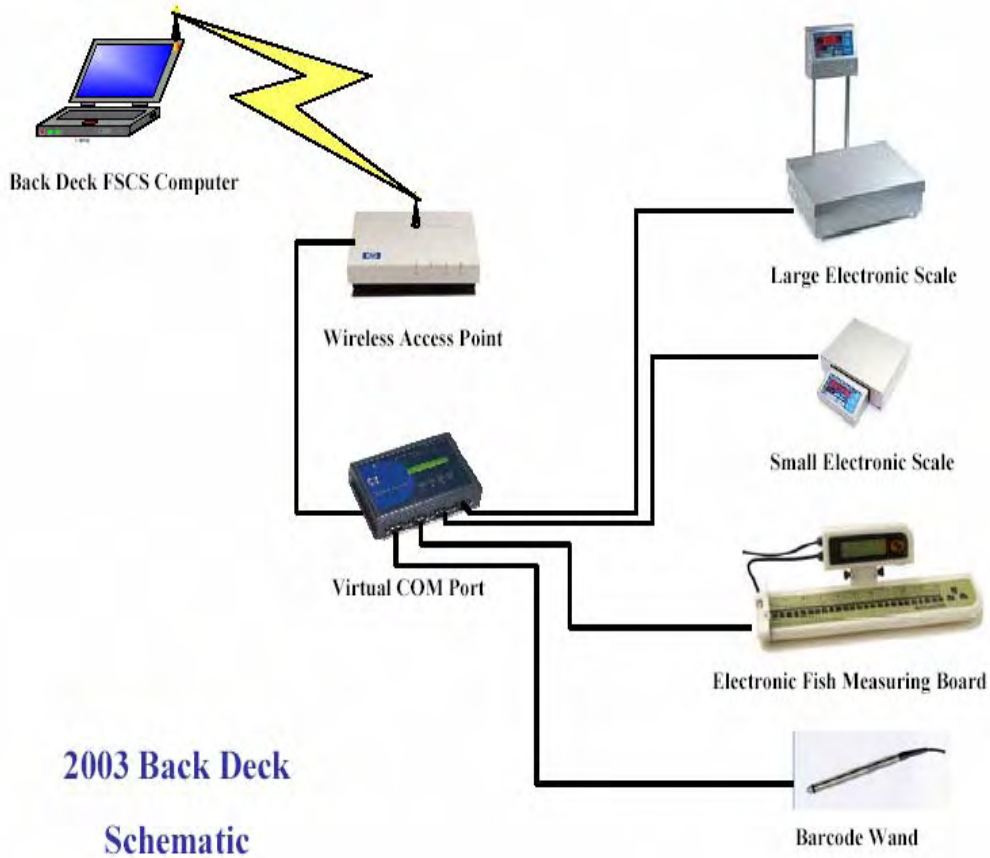 Back Deck FSCS Computer
Wireless Access Point
Large Electronic Scale
Small Electronic Scale
Virtual COM Port
Electronic Fish Measuring Board
2003 Back Deck
Schematic
Barcode Wand